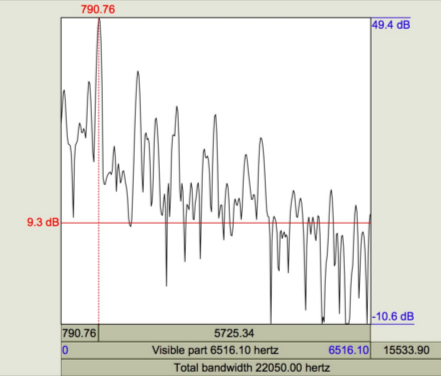 790.76
49.4 dB
9.3 dB
-10.6 dB
790.76 5725.34
0 Visible part 6516.10 hertz 6516.10 15533.90
Total bandwidth 22050.00 hertz